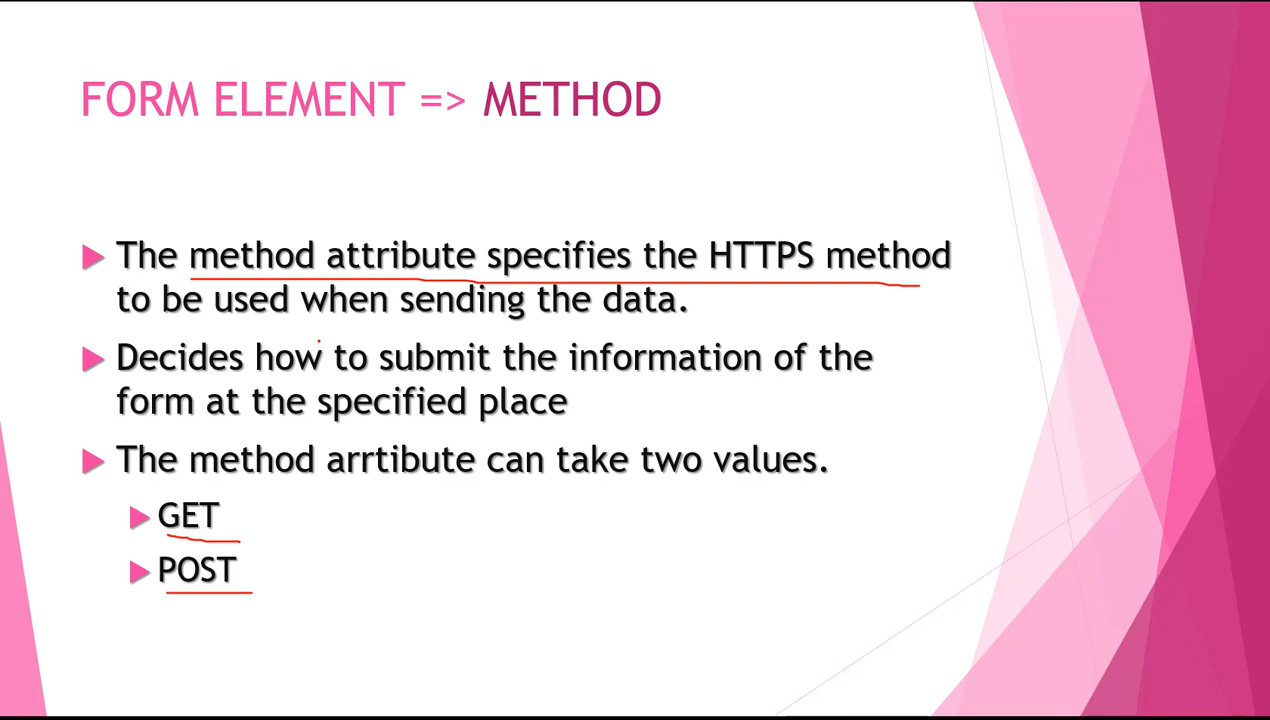 FORM ELEMENT => METHOD
The method attribute specifies the HTTPS method
to be used when sending the data.
Decides how to submit the information of the
form at the specified place
The method arrtibute can take two values.
GET
POST